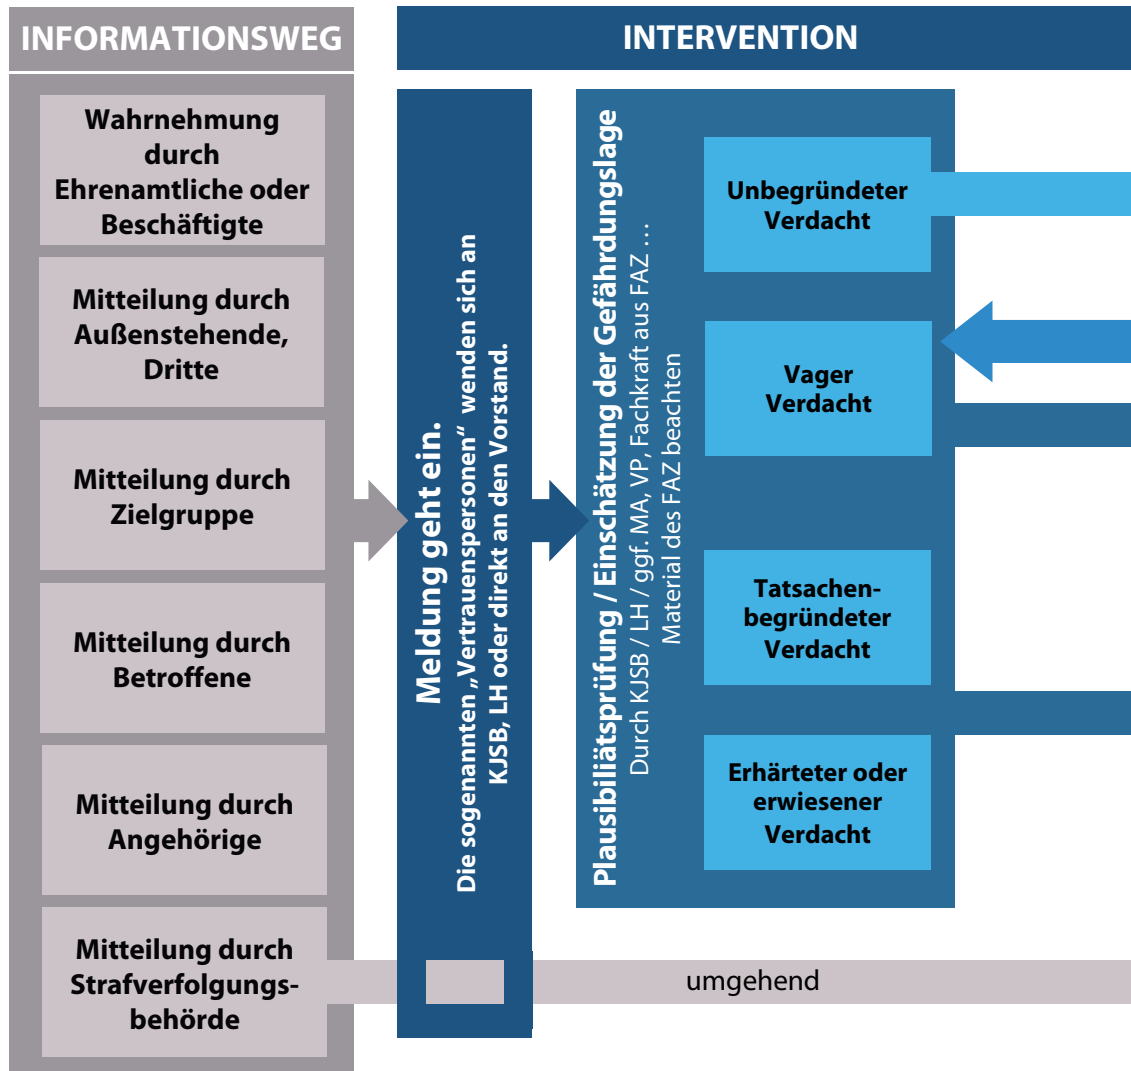 INFORMATIONSWEG
Wahrnehmung
durch
Ehrenamtliche oder
Beschäftigte
Mitteilung durch
Außenstehende,
Dritte
Mitteilung durch
Zielgruppe
Mitteilung durch
Betroffene
Mitteilung durch
Angehörige
Mitteilung durch
Strafverfolgungs-
behörde
INTERVENTION
Meldung geht ein.
Die sogenannten „Vertrauenspersonen“ wenden sich an
KJSB, LH oder direkt an den Vorstand.
Plausibiliätsprüfung / Einschätzung der Gefährdungslage
Durch KJSB / LH / ggf. MA, VP, Fachkraft aus FAZ ...
Material des FAZ beachten
Unbegründeter
Verdacht
Vager
Verdacht
Tatsachen-
begründeter
Verdacht
Erhärteter oder
erwiesener
Verdacht
umgehend